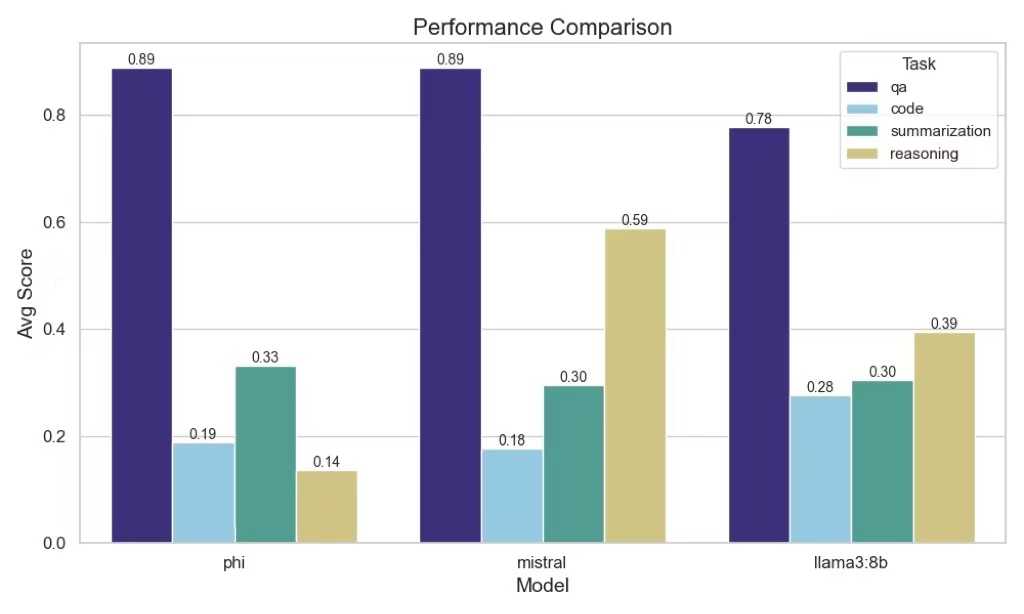 Performance Comparison
Task
qa
code
summarization
reasoning
0.89
0.19
0.33
0.14
0.89
0.18
0.30
0.59
0.78
0.28
0.30
0.39
Avg Score
0.8
0.6
0.4
0.2
0.0
phi mistral llama3:8b
Model